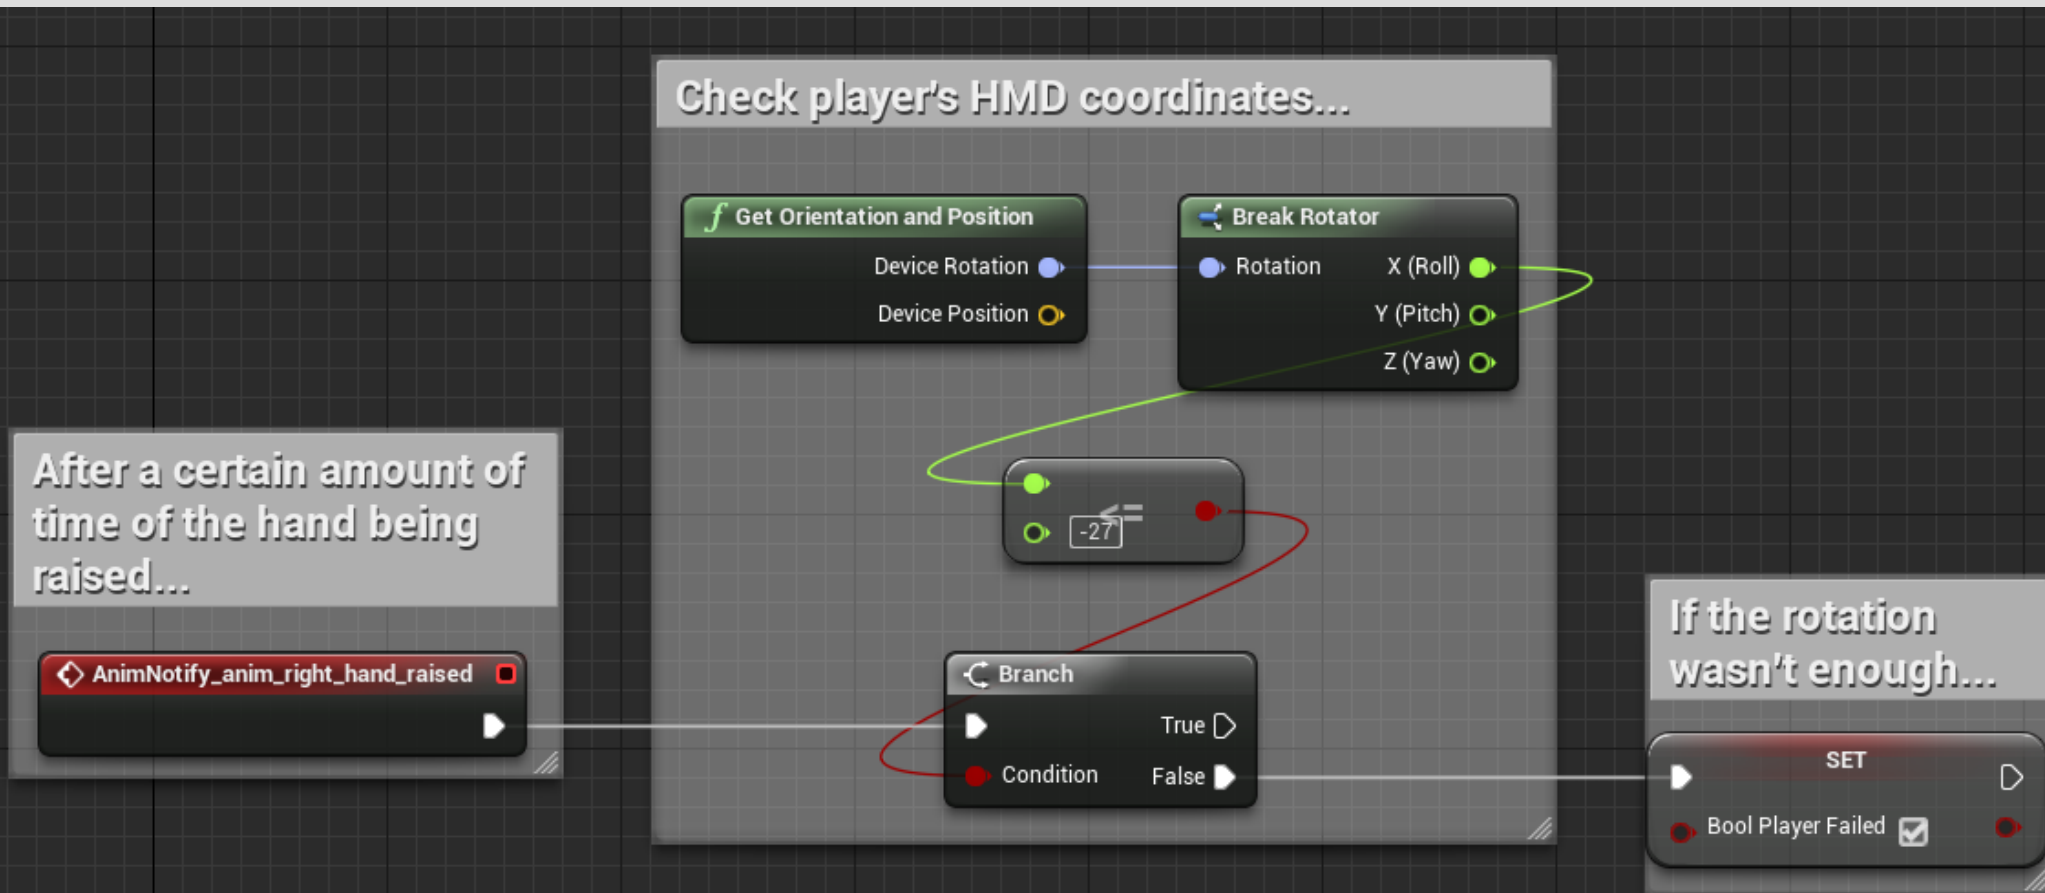 Check player's HMD coordinates...
Get Orientation and Position
Device Rotation
Device Position
Break Rotator
Rotation
X (Roll)
Y (Pitch)
Z (Yaw)
<=
-27
After a certain amount of
time of the hand being
raised...
AnimNotify_anim_right_hand_raised
Branch
True
Condition
False
If the rotation
wasn't enough...
SET
Bool Player Failed